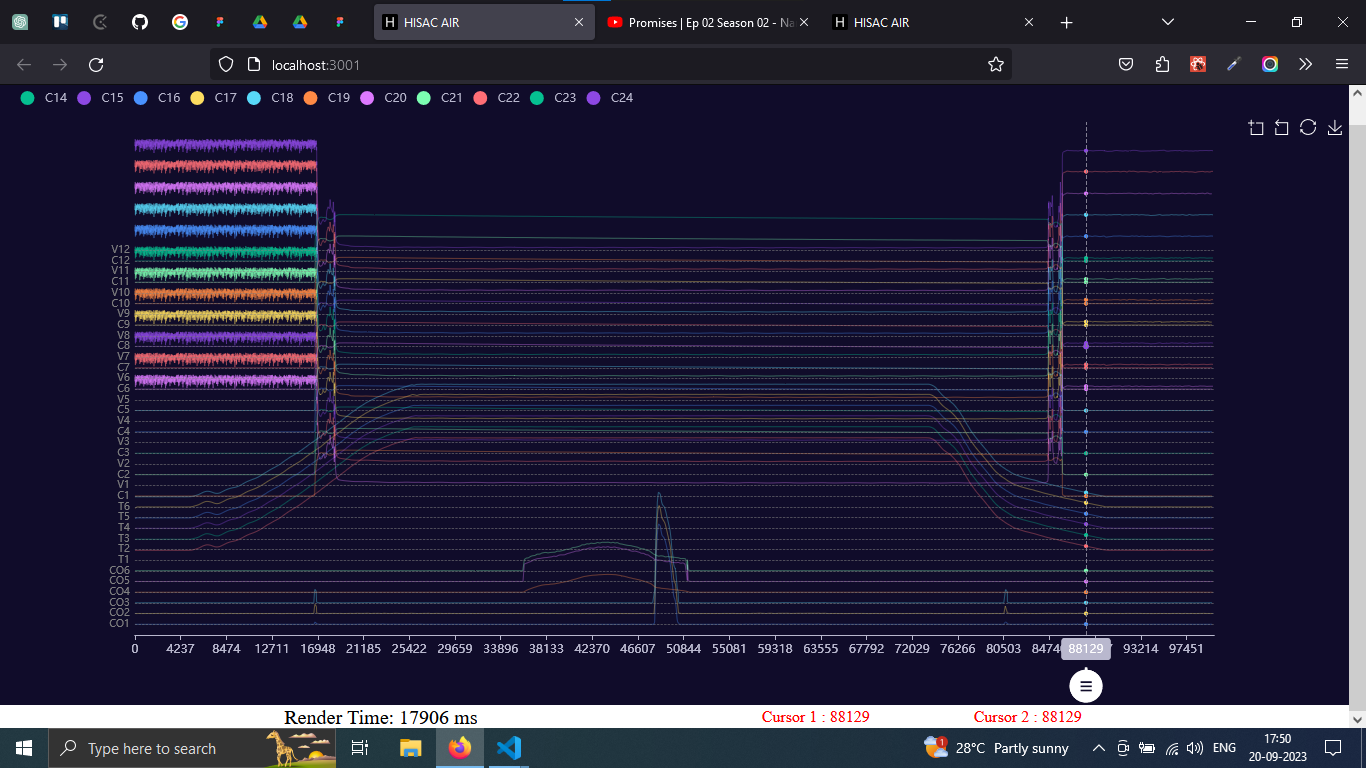 HISAC AIR
Promises | Ep 02 Season 02 - Na
HISAC AIR
localhost:3001
C14 C15 C16 C17 C18 C19 C20 C21 C22 C23 C24
V12
C12
V11
C11
V10
C10
V9
C9
V8
C8
V7
C7
V6
C6
V5
C5
V4
C4
V3
C3
V2
C2
V1
C1
T6
T5
T4
T3
T2
T1
CO6
CO5
CO4
CO3
CO2
CO1
0 4237 8474 12711 16948 21185 25422 29659 33896 38133 42370 46607 50844 55081 59318 63555 67792 72029 76266 80503 88129 93214 97451
Render Time: 17906 ms Cursor 1 : 88129 Cursor 2 : 88129
Type here to search 1 28°C Partly sunny ENG 17:50
20-09-2023